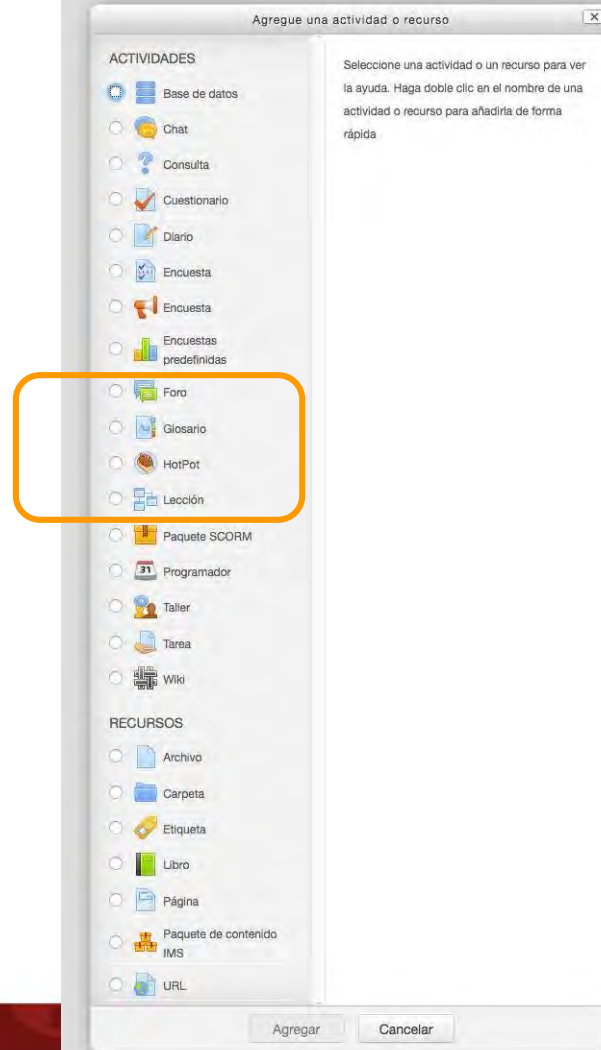 Agregue una actividad o recurso
ACTIVIDADES
Base de datos
Chat
Consulta
Cuestionario
Diario
Encuesta
Encuesta
Encuestas
predefinidas
Foro
Glosario
HotPot
Lección
Paquete SCORM
31
Programador
Taller
Tarea
Wiki
RECURSOS
Archivo
Carpeta
Etiqueta
Libro
Página
Paquete de contenido
IMS
URL
Seleccione una actividad o un recurso para ver
la ayuda. Haga doble clic en el nombre de una
actividad o recurso para añadirla de forma
rápida
Agregar
Cancelar